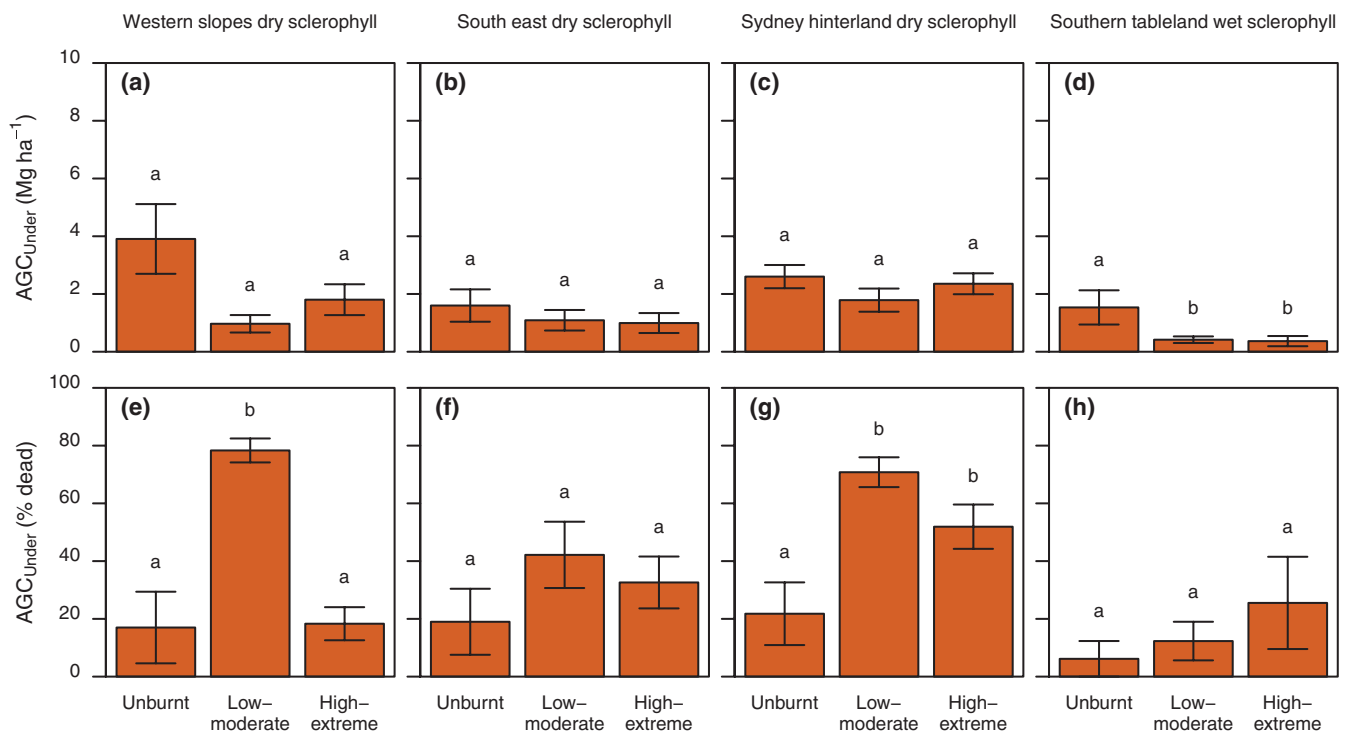 Western slopes dry sclerophyll South east dry sclerophyll Sydney hinterland dry sclerophyll Southern tableland wet sclerophyll
AGCUnder (Mg ha−1)
10
8
6
4
2
0
(a)
a
a
a
(b)
a
a
a
(c)
a
a
a
(d)
a
b
b
AGCUnder (% dead)
100
80
60
40
20
0
(e)
a
b
a
(f)
a
a
a
(g)
a
b
b
(h)
a
a
a
Unburnt Low− High− Unburnt Low− High− Unburnt Low− High− Unburnt Low− High−
moderate extreme moderate extreme moderate extreme moderate extreme